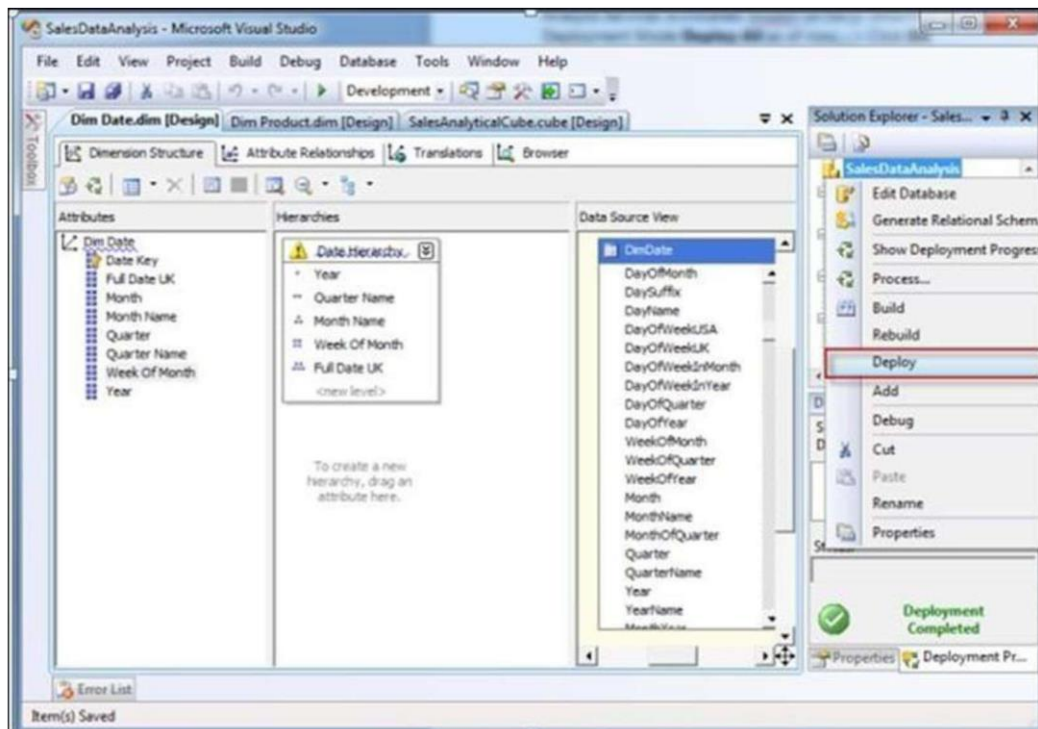 SalesDataAnalysis - Microsoft Visual Studio
File Edit View Project Build Debug Database Tools Window Help
Development
Toolbox
Dim Date.dim [Design] Dim Product.dim [Design] SalesAnalyticalCube.cube [Design]
Dimension Structure Attribute Relationships Translations Browser
Attributes
Dim Date
Date Key
Full Date UK
Month
Month Name
Quarter
Quarter Name
Week Of Month
Year
Hierarchies
Date Hierarchy
Year
Quarter Name
Month Name
Week Of Month
Full Date UK
<new level>
To create a new
hierarchy, drag an
attribute here.
Data Source View
DimDate
DayOfMonth
DaySuffix
DayName
DayOfWeekUSA
DayOfWeekUK
DayOfWeekInMonth
DayOfWeekInYear
DayOfQuarter
DayOfYear
WeekOfMonth
WeekOfQuarter
WeekOfYear
Month
MonthName
MonthOfQuarter
Quarter
QuarterName
Year
YearName
Solution Explorer - Sales...
SalesDataAnalysis
Edit Database
Generate Relational Schem
Show Deployment Progres
Process...
Build
Rebuild
Deploy
Add
Debug
Cut
Paste
Rename
Properties
Deployment
Completed
Properties Deployment Pr...
Error List
Item(s) Saved